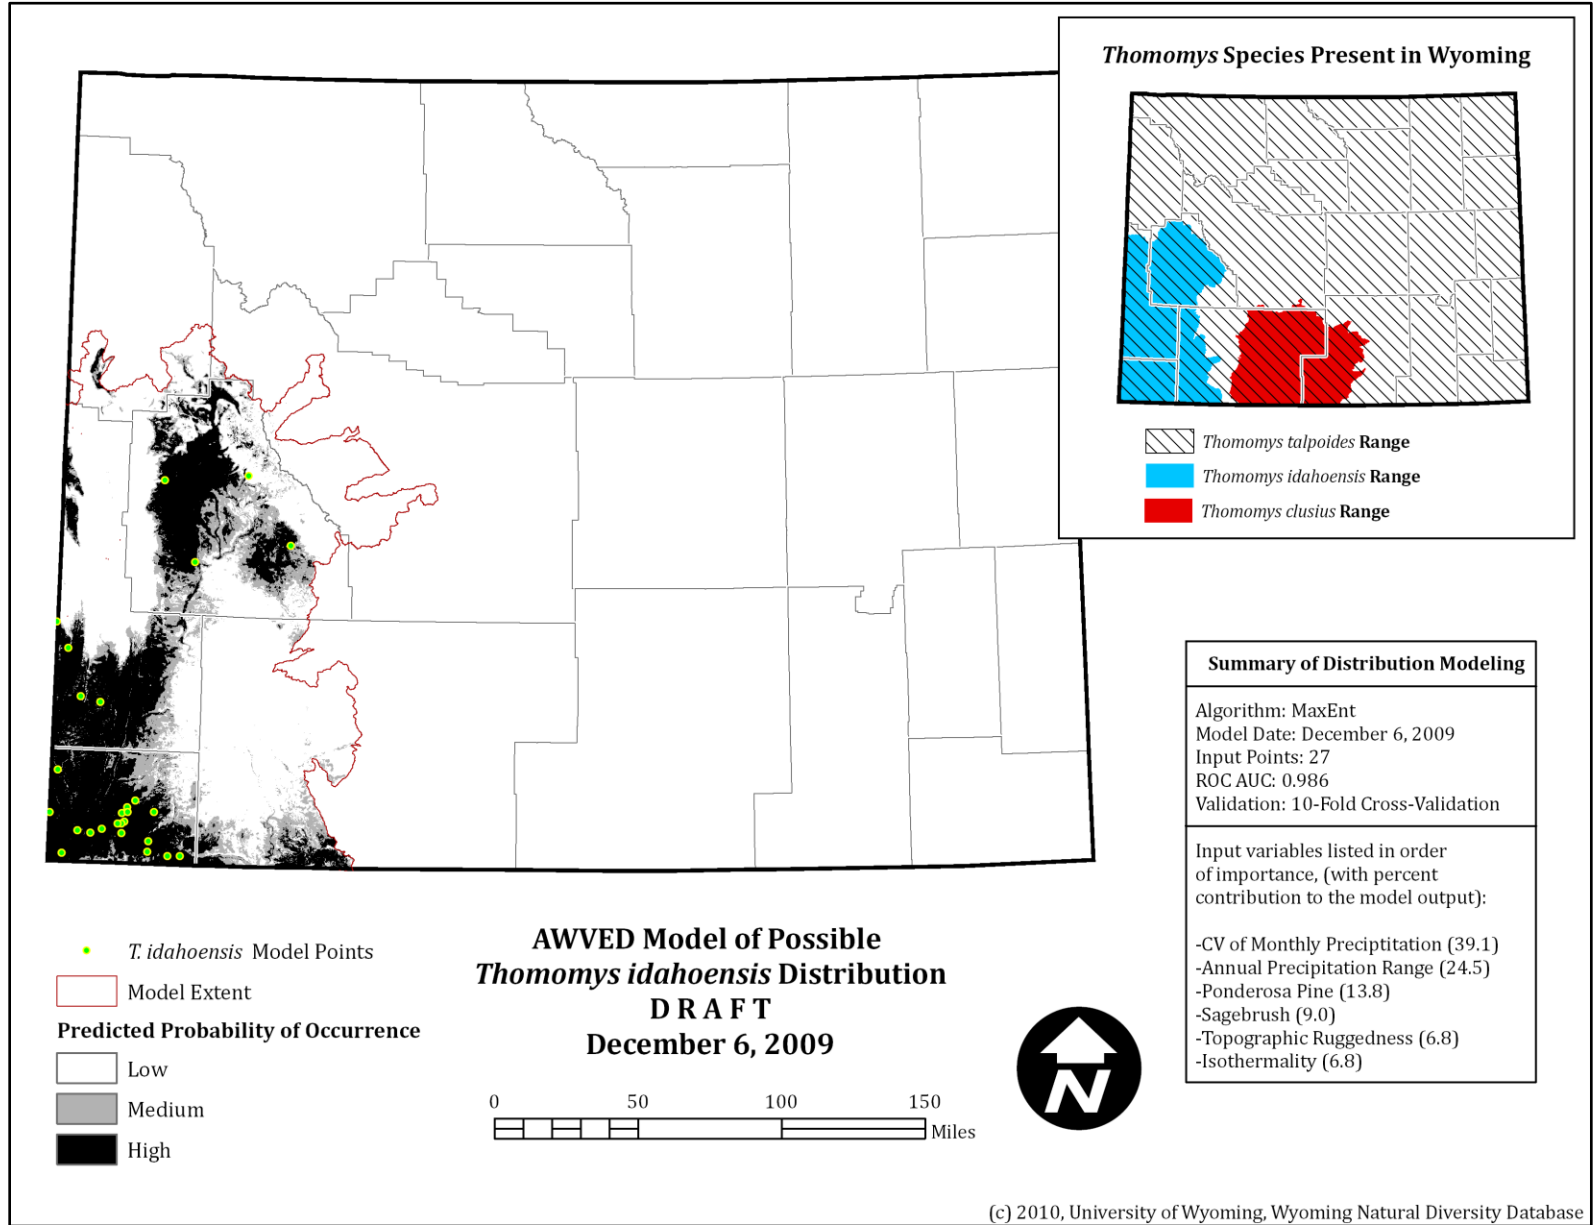 Thomomys Species Present in Wyoming
Thomomys talpoides Range
Thomomys idahoensis Range
Thomomys clusius Range
Summary of Distribution Modeling
Algorithm: MaxEnt
Model Date: December 6, 2009
Input Points: 27
ROC AUC: 0.986
Validation: 10-Fold Cross-Validation
Input variables listed in order
of importance, (with percent
contribution to the model output):
-CV of Monthly Preciptitation (39.1)
-Annual Precipitation Range (24.5)
-Ponderosa Pine (13.8)
-Sagebrush (9.0)
-Topographic Ruggedness (6.8)
-Isothermality (6.8)
T. idahoensis Model Points
Model Extent
Predicted Probability of Occurrence
Low
Medium
High
AWVED Model of Possible
Thomomys idahoensis Distribution
D R A F T
December 6, 2009
0 50 100 150
Miles
N
(c) 2010, University of Wyoming, Wyoming Natural Diversity Database